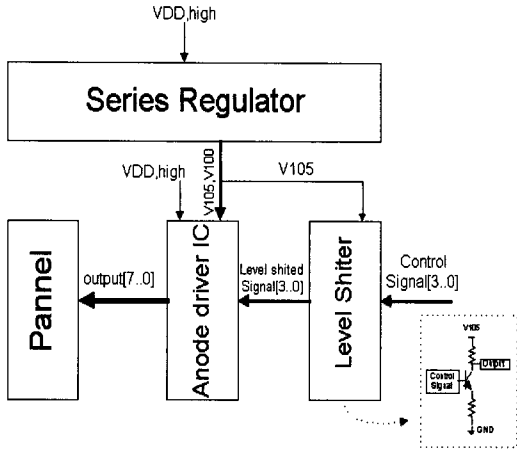 VDD,high
Series Regulator
VDD,high
V105,V100
V105
Pannel
output[7..0]
Anode driver IC
Level shited
Signal[3..0]
Level Shiter
Control
Signal[3..0]
V105
Output
Control
Signal
GND